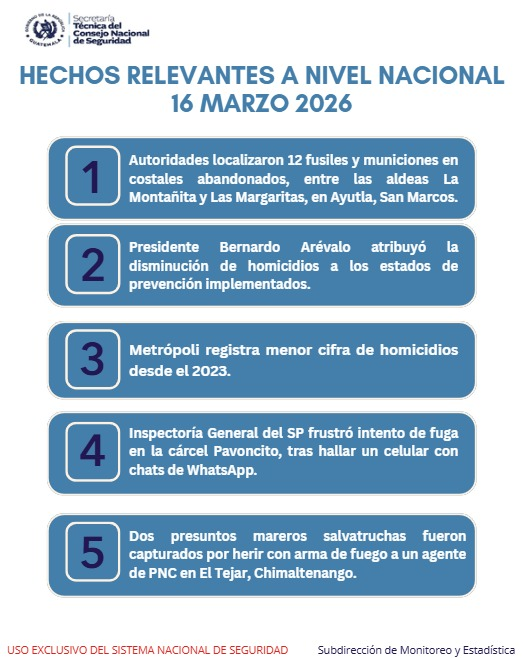 GOBIERNO DE LA REPÚBLICA
GUATEMALA
Secretaría
Técnica del
Consejo Nacional
de Seguridad
HECHOS RELEVANTES A NIVEL NACIONAL
16 MARZO 2026
1
Autoridades localizaron 12 fusiles y municiones en
costales abandonados, entre las aldeas La
Montañita y Las Margaritas, en Ayutla, San Marcos.
2
Presidente Bernardo Arévalo atribuyó la
disminución de homicidios a los estados de
prevención implementados.
3
Metrópoli registra menor cifra de homicidios
desde el 2023.
4
Inspectoría General del SP frustró intento de fuga
en la cárcel Pavoncito, tras hallar un celular con
chats de WhatsApp.
5
Dos presuntos mareros salvatruchas fueron
capturados por herir con arma de fuego a un agente
de PNC en El Tejar, Chimaltenango.
USO EXCLUSIVO DEL SISTEMA NACIONAL DE SEGURIDAD
Subdirección de Monitoreo y Estadística